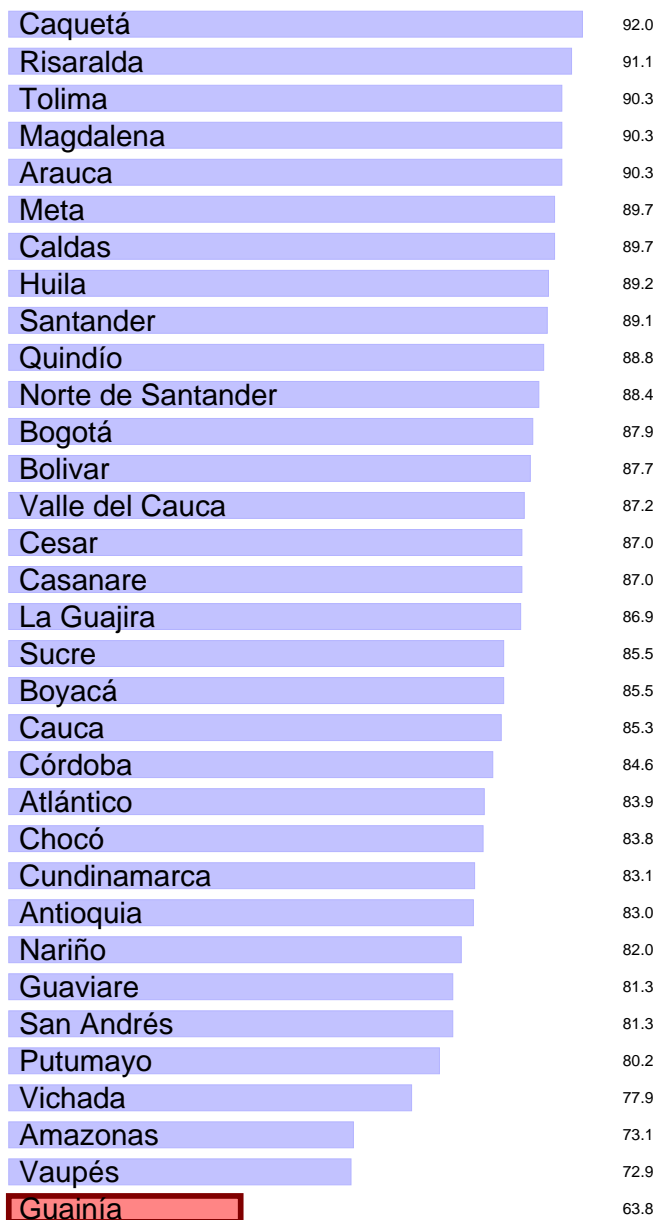 Caquetá 92.0
Risaralda 91.1
Tolima 90.3
Magdalena 90.3
Arauca 90.3
Meta 89.7
Caldas 89.7
Huila 89.2
Santander 89.1
Quindío 88.8
Norte de Santander 88.4
Bogotá 87.9
Bolivar 87.7
Valle del Cauca 87.2
Cesar 87.0
Casanare 87.0
La Guajira 86.9
Sucre 85.5
Boyacá 85.5
Cauca 85.3
Córdoba 84.6
Atlántico 83.9
Chocó 83.8
Cundinamarca 83.1
Antioquia 83.0
Nariño 82.0
Guaviare 81.3
San Andrés 81.3
Putumayo 80.2
Vichada 77.9
Amazonas 73.1
Vaupés 72.9
Guainía 63.8